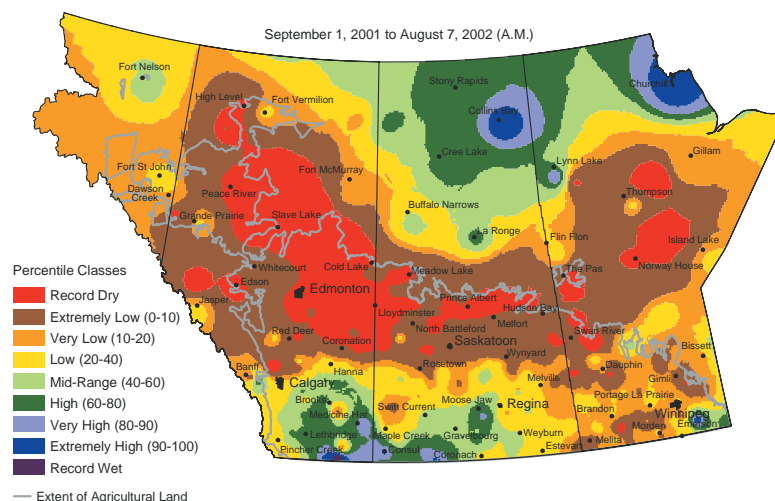 September 1, 2001 to August 7, 2002 (A.M.)
Fort Nelson
Stony Rapids
Churchill
High Level
Fort Vermilion
Collins Bay
Cree Lake
Gillam
Fort St John
Lynn Lake
Fort McMurray
Dawson
Creek
Peace River
Thompson
Buffalo Narrows
Grande Prairie
Slave Lake
La Ronge
Flin Flon
Island Lake
Whitecourt
Cold Lake
Meadow Lake
The Pas
Norway House
Percentile Classes
Edson
Edmonton
Record Dry
Jasper
Lloydminster
Prince Albert
Hudson Bay
Extremely Low (0-10)
North Battleford
Melfort
Very Low (10-20)
Red Deer
Saskatoon
Swan River
Low (20-40)
Coronation
Wynyard
Bissett
Mid-Range (40-60)
Banff
Hanna
Rosetown
Dauphin
Gimli
High (60-80)
Calgary
Melville
Very High (80-90)
Brooks
Moose Jaw
Portage La Prairie
Extremely High (90-100)
Medicine Hat
Swift Current
Regina
Brandon
Winnipeg
Record Wet
Lethbridge
Maple Creek
Gravelbourg
Weyburn
Morden
Emerson
Pincher Creek
Consul
Coronach
Estevan
Melita
Extent of Agricultural Land